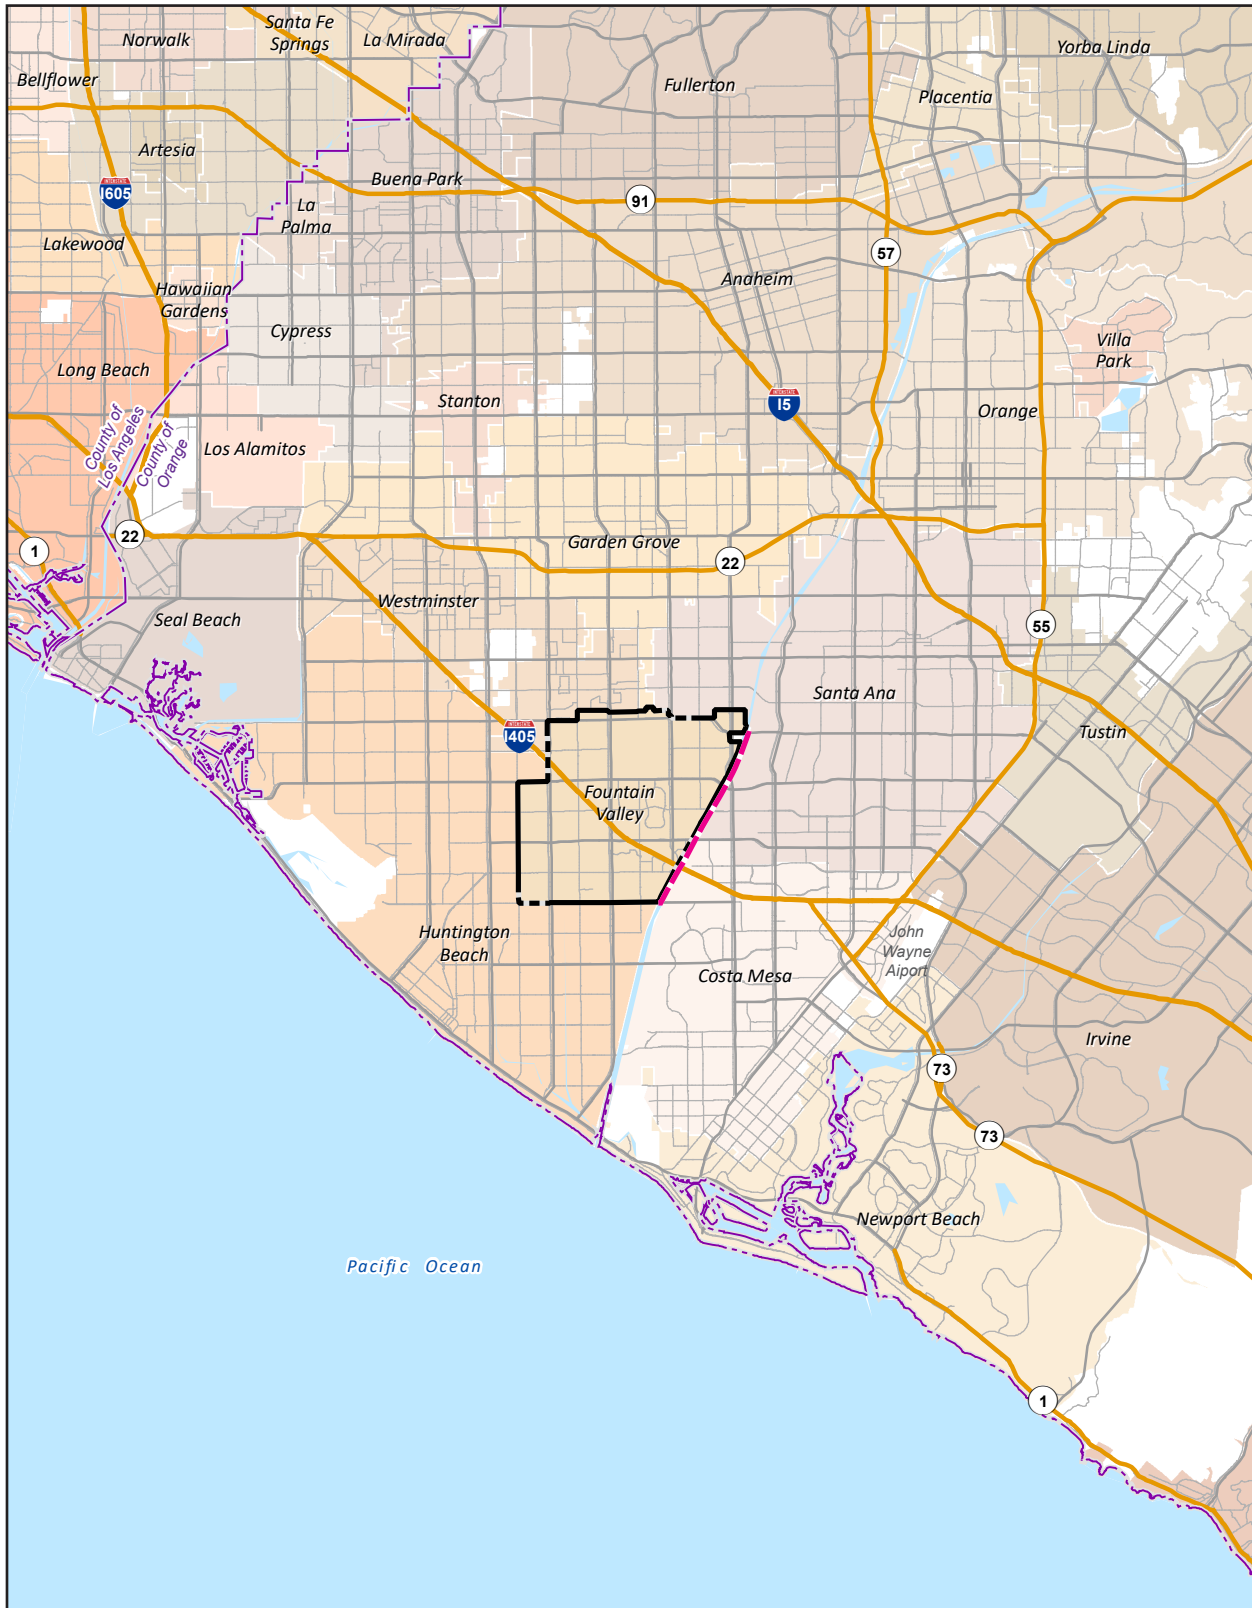 Santa Fe
Springs
Norwalk
La Mirada
Yorba Linda
Bellflower
Fullerton
Placentia
Artesia
Buena Park
INTERSTATE
I605
91
La
Palma
Lakewood
57
Anaheim
Hawaiian
Gardens
Cypress
Villa
Park
Long Beach
INTERSTATE
I5
Stanton
Orange
County of
Los Angeles
County of
Orange
Los Alamitos
22
1
Garden Grove
22
Westminster
Seal Beach
55
Santa Ana
INTERSTATE
I405
Tustin
Fountain
Valley
Huntington
Beach
John
Wayne
Aiport
Costa Mesa
Irvine
73
73
Newport Beach
Pacific Ocean
1